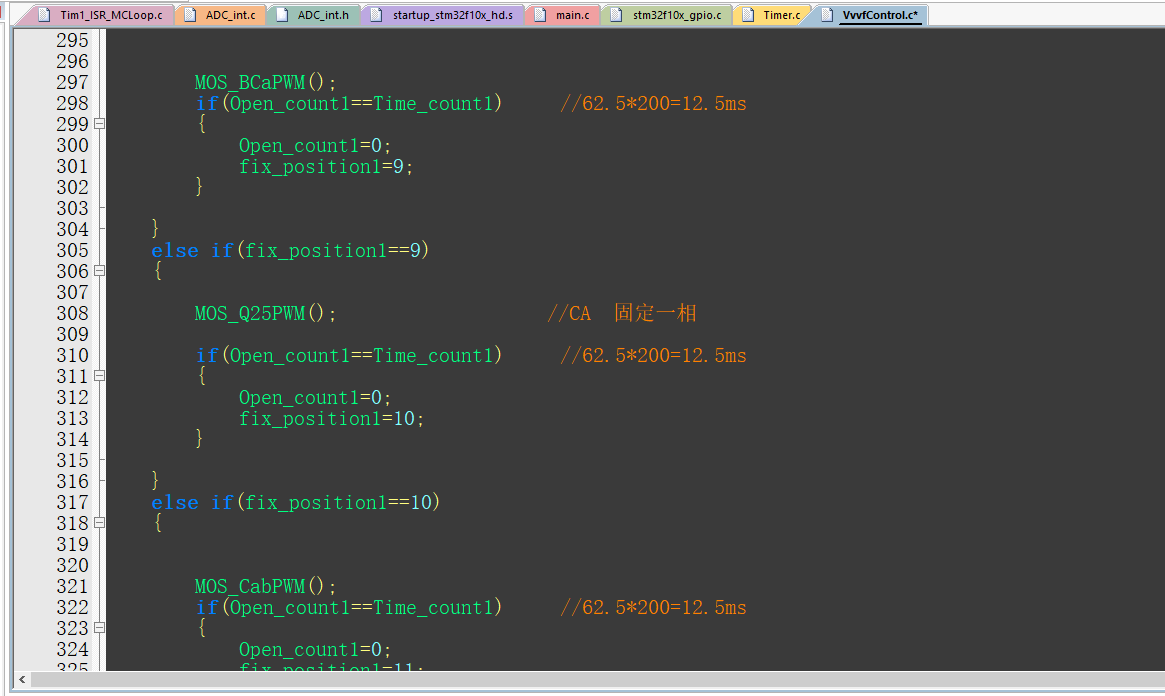 Tim1_ISR_MCLoop.c ADC_int.c ADC_int.h startup_stm32f10x_hd.s main.c stm32f10x_gpio.c Timer.c VvvfControl.c*
295
296
297 MOS_BCaPWM();
298 if(Open_count1==Time_count1) //62.5*200=12.5ms
299 {
300 Open_count1=0;
301 fix_position1=9;
302 }
303
304 }
305 else if(fix_position1==9)
306 {
307
308 MOS_Q25PWM(); //CA 固定一相
309
310 if(Open_count1==Time_count1) //62.5*200=12.5ms
311 {
312 Open_count1=0;
313 fix_position1=10;
314 }
315
316 }
317 else if(fix_position1==10)
318 {
319
320
321 MOS_CabPWM();
322 if(Open_count1==Time_count1) //62.5*200=12.5ms
323 {
324 Open_count1=0;
325 fix_position1=11;